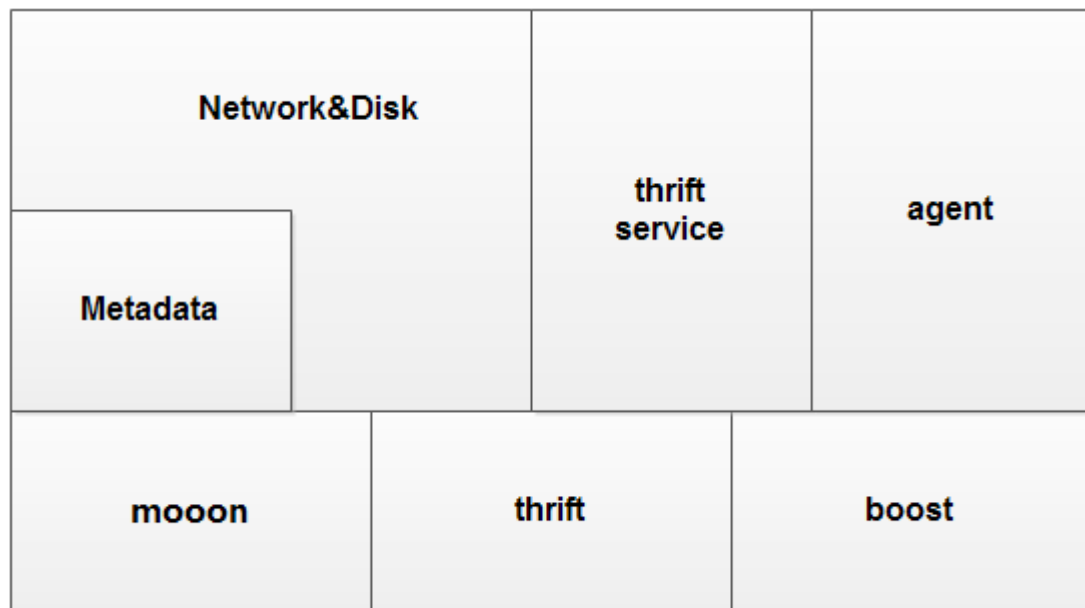 Network&Disk
thrift
service
agent
Metadata
mooon
thrift
boost